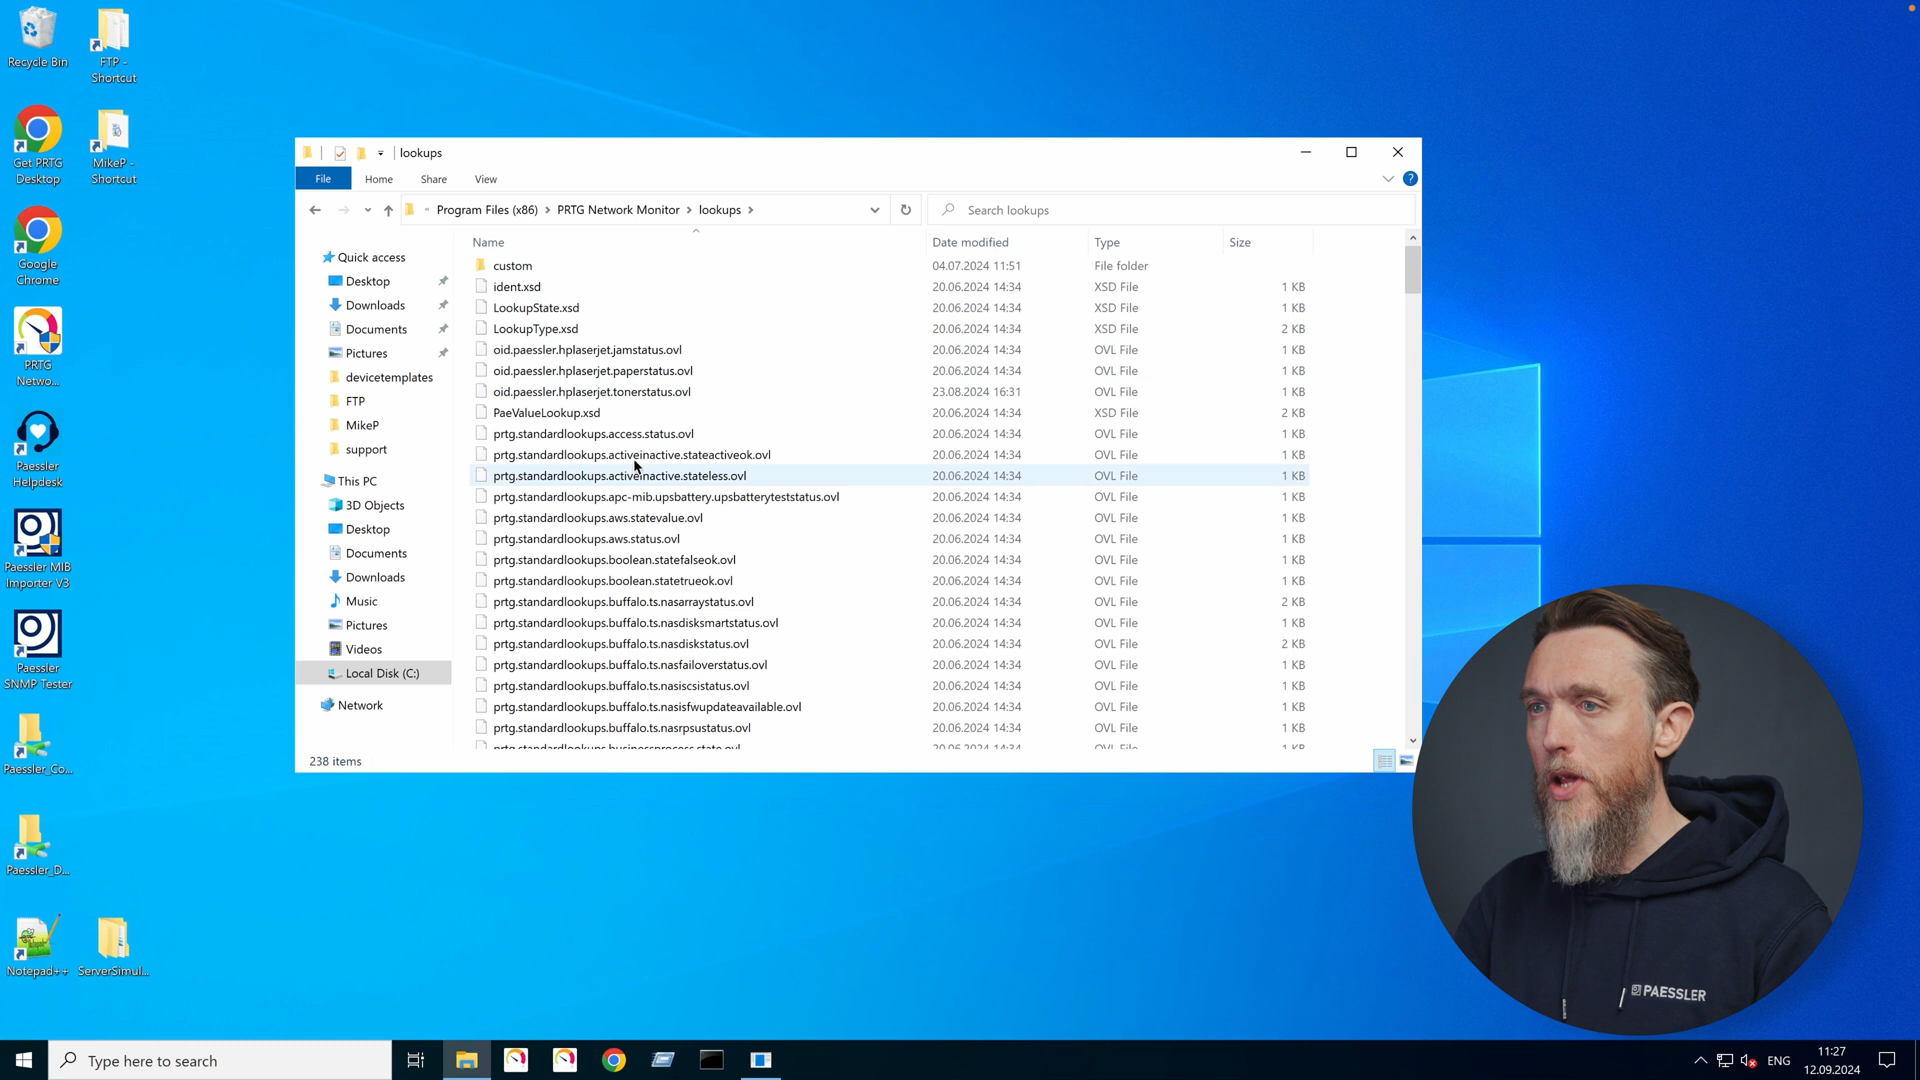 Recycle Bin
FTP -
Shortcut
Get PRTG
Desktop
MikeP -
Shortcut
Google
Chrome
PRTG
Netwo...
Paessler
Helpdesk
Paessler MIB
Importer V3
Paessler
SNMP Tester
Paessler_Co...
Paessler_D...
Notepad++
ServerSimul...
lookups
File
Home
Share
View
Program Files (x86)
PRTG Network Monitor
lookups
Search lookups
Quick access
Desktop
Downloads
Documents
Pictures
devicetemplates
FTP
MikeP
support
This PC
3D Objects
Desktop
Documents
Downloads
Music
Pictures
Videos
Local Disk (C:)
Network
Name Date modified Type Size
custom 04.07.2024 11:51 File folder
ident.xsd 20.06.2024 14:34 XSD File 1 KB
LookupState.xsd 20.06.2024 14:34 XSD File 1 KB
LookupType.xsd 20.06.2024 14:34 XSD File 2 KB
oid.paessler.hplaserjet.jamstatus.ovl 20.06.2024 14:34 OVL File 1 KB
oid.paessler.hplaserjet.paperstatus.ovl 20.06.2024 14:34 OVL File 1 KB
oid.paessler.hplaserjet.tonerstatus.ovl 23.08.2024 16:31 OVL File 1 KB
PaeValueLookup.xsd 20.06.2024 14:34 XSD File 2 KB
prtg.standardlookups.access.status.ovl 20.06.2024 14:34 OVL File 1 KB
prtg.standardlookups.activeinactive.stateactiveok.ovl 20.06.2024 14:34 OVL File 1 KB
prtg.standardlookups.activeinactive.stateless.ovl 20.06.2024 14:34 OVL File 1 KB
prtg.standardlookups.apc-mib.upsbattery.upsbatteryteststatus.ovl 20.06.2024 14:34 OVL File 1 KB
prtg.standardlookups.aws.statevalue.ovl 20.06.2024 14:34 OVL File 1 KB
prtg.standardlookups.aws.status.ovl 20.06.2024 14:34 OVL File 1 KB
prtg.standardlookups.boolean.statefalseok.ovl 20.06.2024 14:34 OVL File 1 KB
prtg.standardlookups.boolean.statetrueok.ovl 20.06.2024 14:34 OVL File 1 KB
prtg.standardlookups.buffalo.ts.nasarraystatus.ovl 20.06.2024 14:34 OVL File 2 KB
prtg.standardlookups.buffalo.ts.nasdisksmartstatus.ovl 20.06.2024 14:34 OVL File 1 KB
prtg.standardlookups.buffalo.ts.nasdiskstatus.ovl 20.06.2024 14:34 OVL File 2 KB
prtg.standardlookups.buffalo.ts.nasfailoverstatus.ovl 20.06.2024 14:34 OVL File 1 KB
prtg.standardlookups.buffalo.ts.nasiscsistatus.ovl 20.06.2024 14:34 OVL File 1 KB
prtg.standardlookups.buffalo.ts.nasisfwupdateavailable.ovl 20.06.2024 14:34 OVL File 1 KB
prtg.standardlookups.buffalo.ts.nasrpsustatus.ovl 20.06.2024 14:34 OVL File 1 KB
prtg.standardlookups.businessprocess.state.ovl 20.06.2024 14:34 OVL File 1 KB
238 items
PAESSLER
Type here to search
ENG
11:27
12.09.2024